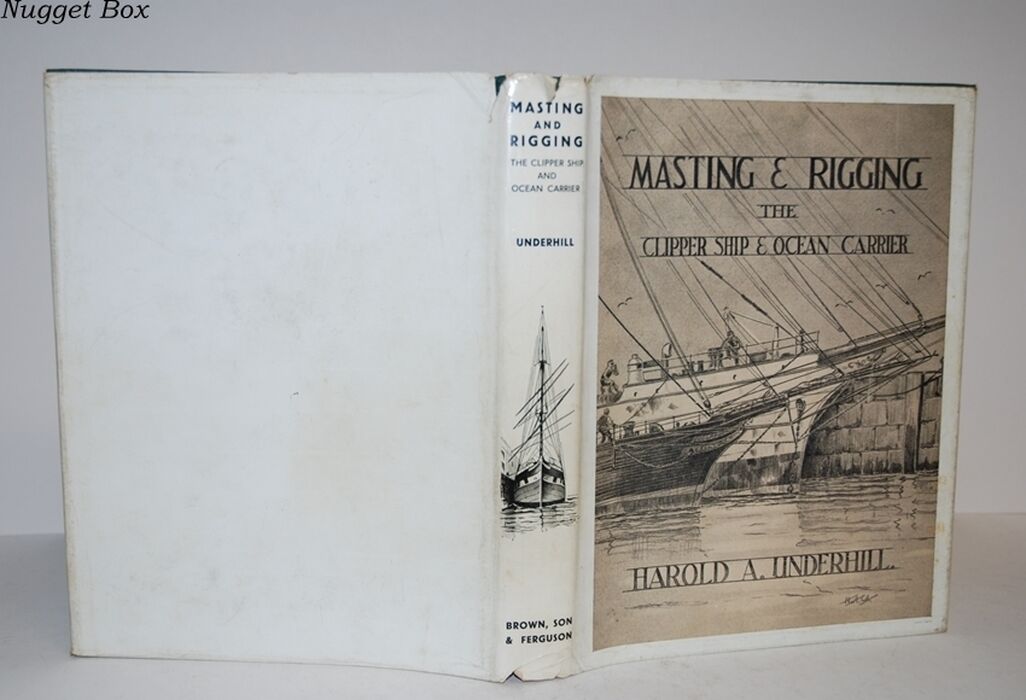 Nugget Box
MASTING
AND
RIGGING
THE CLIPPER SHIP
AND
OCEAN CARRIER
UNDERHILL
BROWN, SON
& FERGUSON
MASTING & RIGGING
THE
CLIPPER SHIP & OCEAN CARRIER
HAROLD A. UNDERHILL.